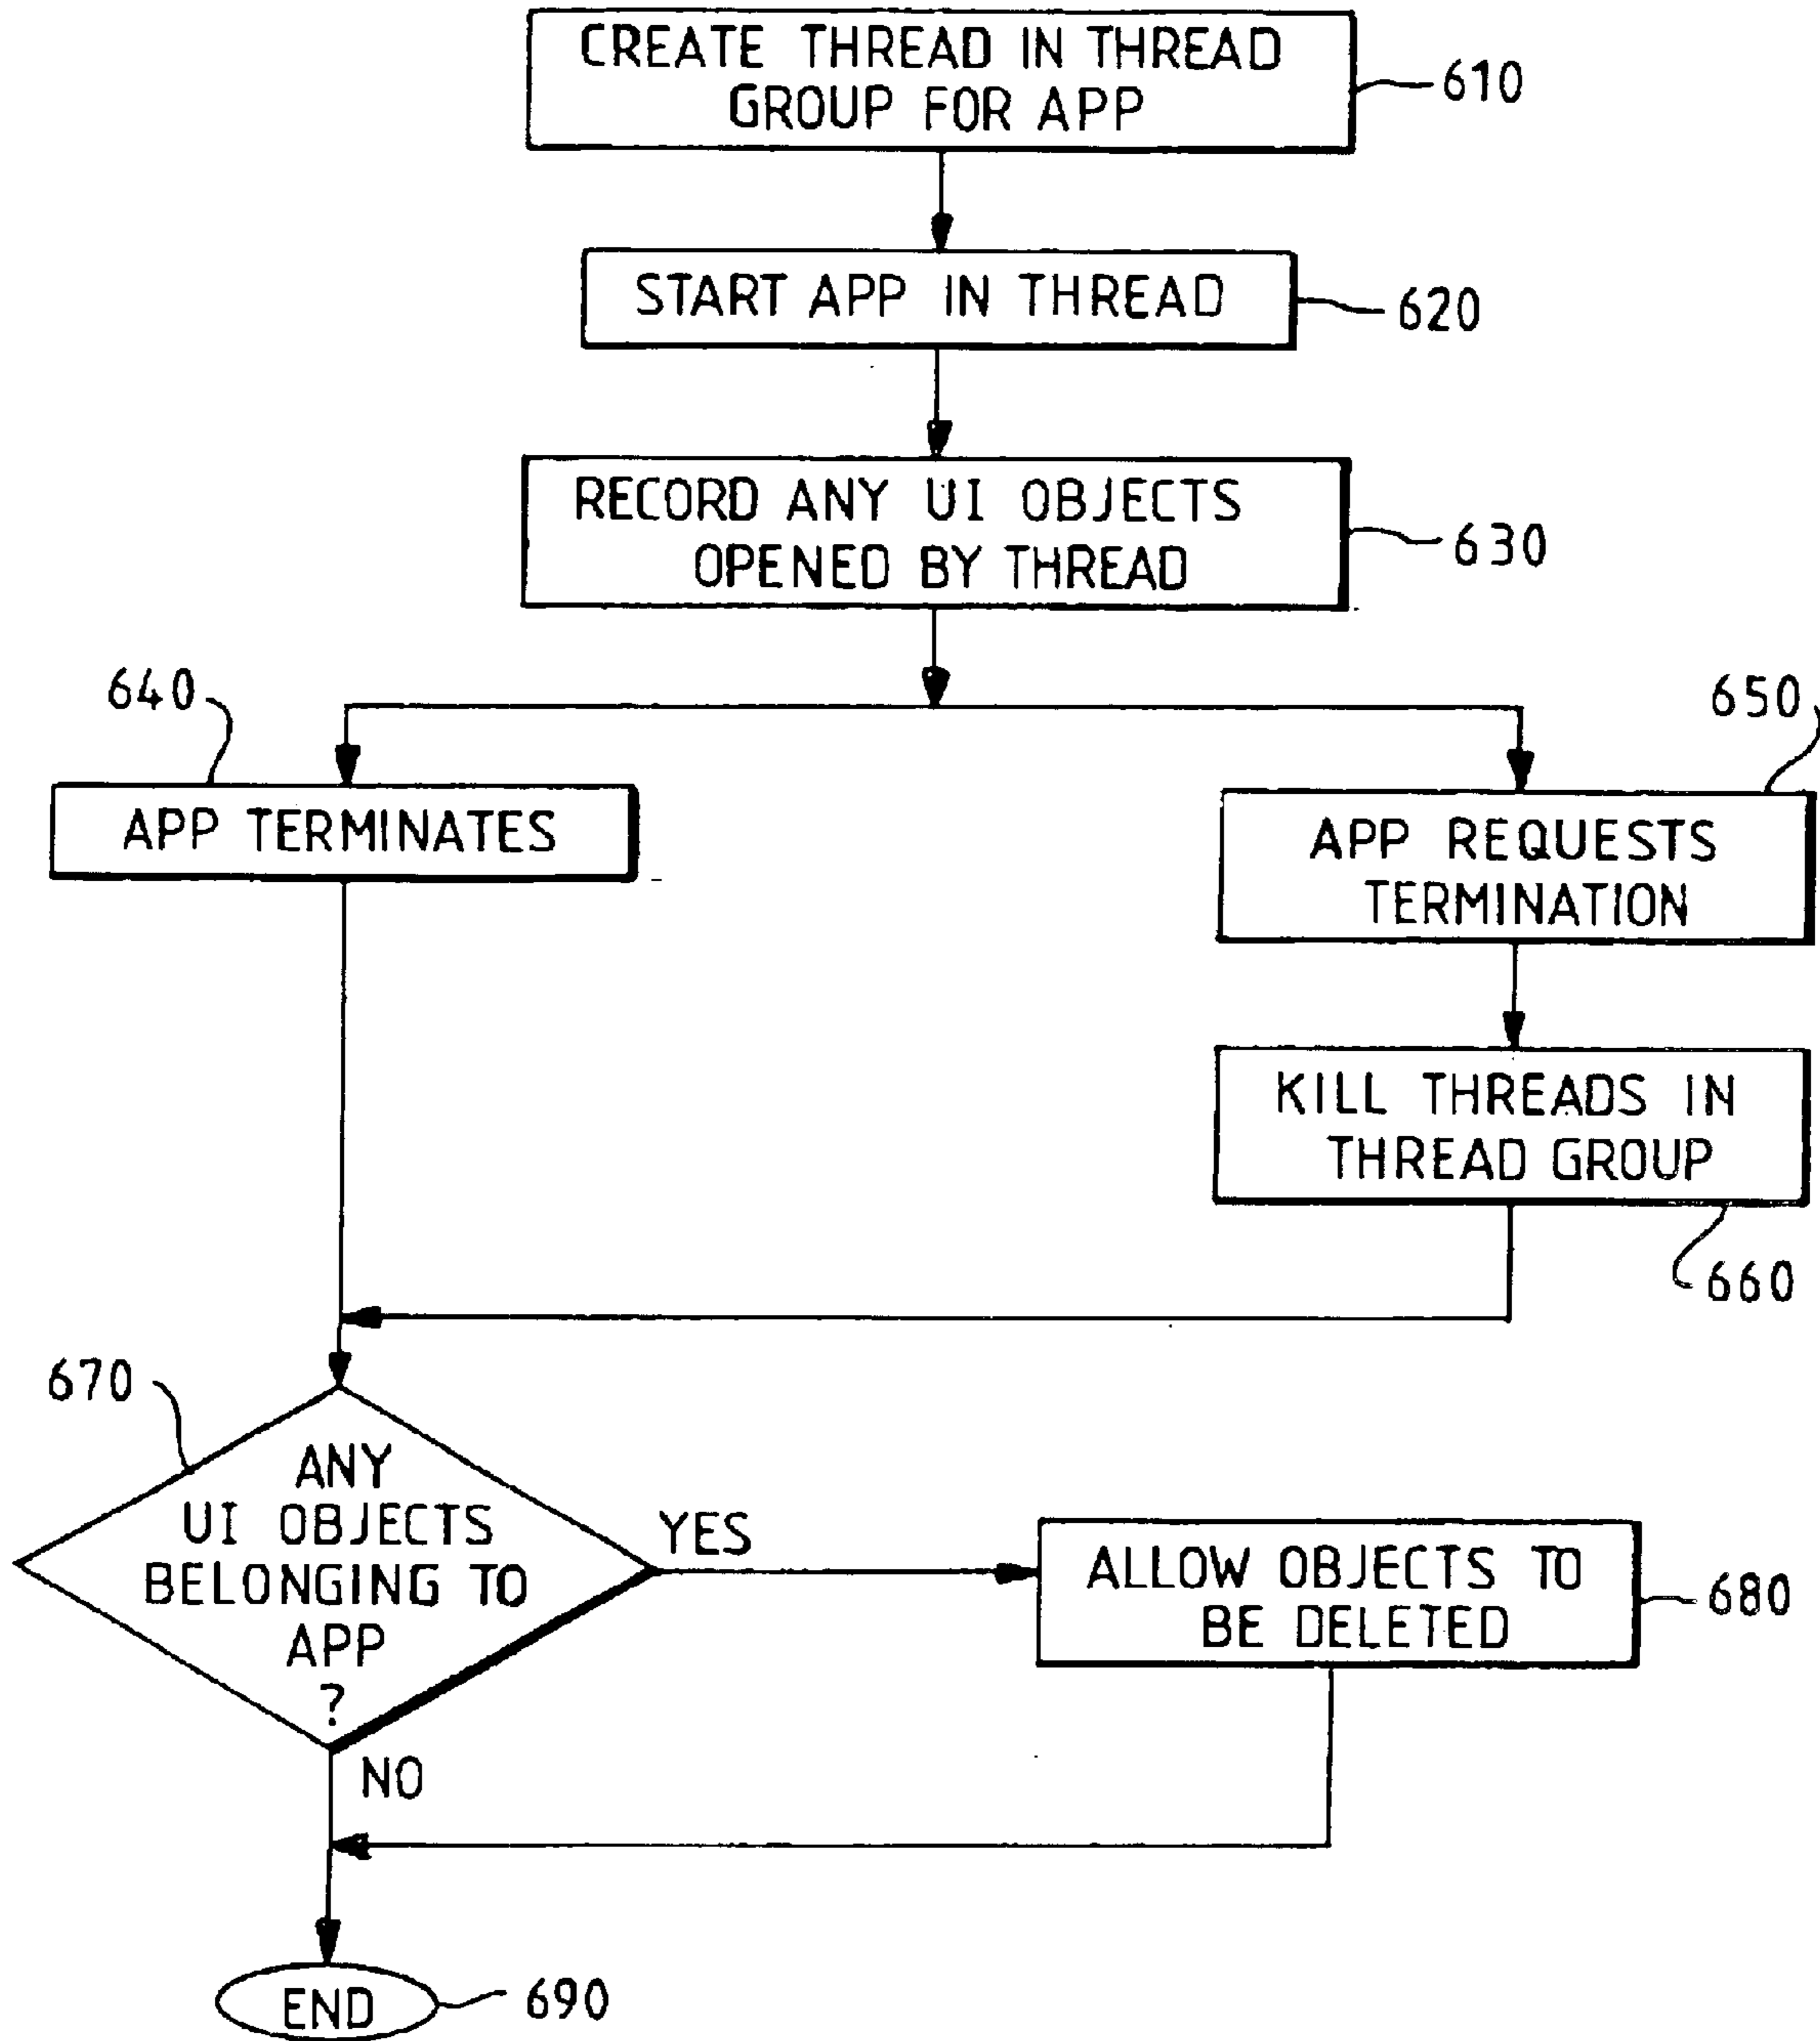 CREATE THREAD IN THREAD
GROUP FOR APP
610
START APP IN THREAD
620
RECORD ANY UI OBJECTS
OPENED BY THREAD
630
640
650
APP TERMINATES
APP REQUESTS
TERMINATION
KILL THREADS IN
THREAD GROUP
660
670
ANY
UI OBJECTS
BELONGING TO
APP
?
YES
ALLOW OBJECTS TO
BE DELETED
680
NO
END
690